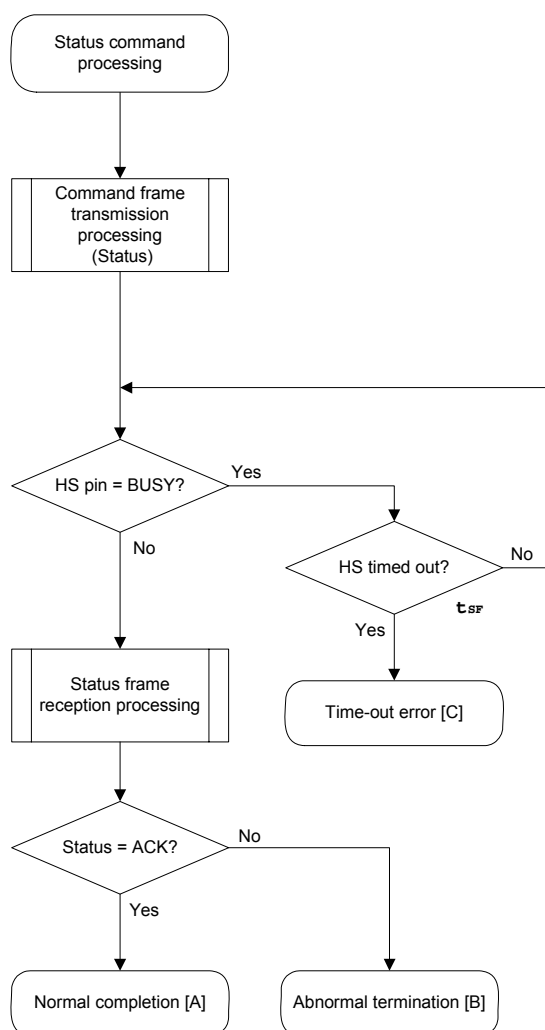 Status command
processing
Command frame
transmission
processing
(Status)
HS pin = BUSY?
Yes
No
HS timed out?
No
tSF
Yes
Status frame
reception processing
Time-out error [C]
Status = ACK?
No
Yes
Normal completion [A]
Abnormal termination [B]